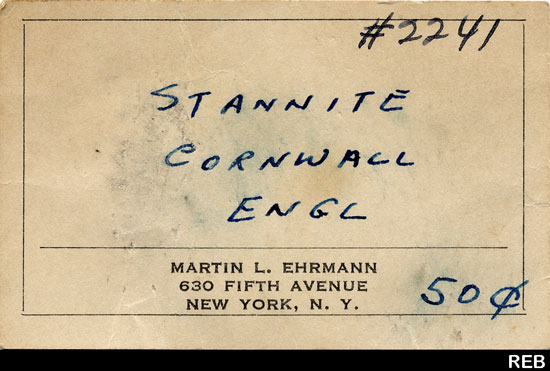 #2241
STANNITE
CORNWALL
ENGL
MARTIN L. EHRMANN
630 FIFTH AVENUE
NEW YORK, N. Y.
50¢
REB